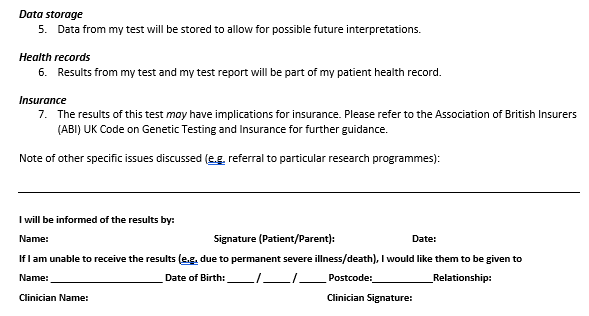 Data storage
5. Data from my test will be stored to allow for possible future interpretations.
Health records
6. Results from my test and my test report will be part of my patient health record.
Insurance
7. The results of this test may have implications for insurance. Please refer to the Association of British Insurers
(ABI) UK Code on Genetic Testing and Insurance for further guidance.
Note of other specific issues discussed (e.g. referral to particular research programmes):
I will be informed of the results by:
Name: Signature (Patient/Parent): Date:
If I am unable to receive the results (e.g. due to permanent severe illness/death), I would like them to be given to
Name: ______________________ Date of Birth: _____/_____/_____ Postcode:___________Relationship:
Clinician Name: Clinician Signature: